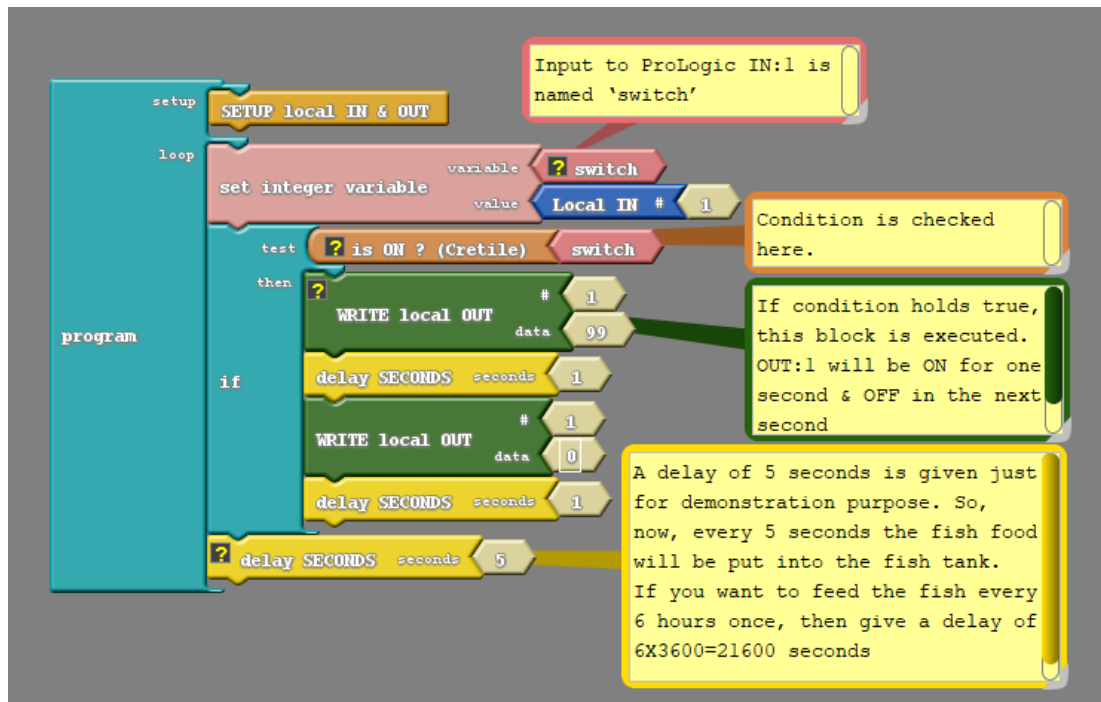 Input to ProLogic IN:1 is
named ‘switch’
setup
SETUP local IN & OUT
loop
variable ? switch
set integer variable
value Local IN # 1
Condition is checked
here.
test ? is ON ? (Cretile) switch
then ?
# 1
WRITE local OUT
data 99
If condition holds true,
this block is executed.
OUT:1 will be ON for one
second & OFF in the next
second
program
if
delay SECONDS seconds 1
# 1
WRITE local OUT
data 0
delay SECONDS seconds 1
A delay of 5 seconds is given just
for demonstration purpose. So,
now, every 5 seconds the fish food
will be put into the fish tank.
If you want to feed the fish every
6 hours once, then give a delay of
6X3600=21600 seconds
? delay SECONDS seconds 5